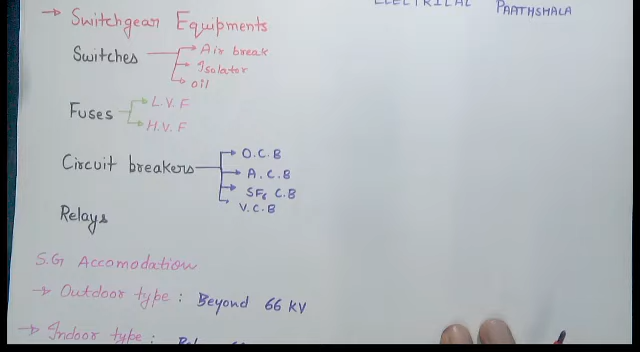 ELECTRICAL PAATHSHALA
→ Switchgear Equipments
Switches → Air break
→ Isolator
→ oil
Fuses → L.V.F
→ H.V.F
Circuit breakers → O.C.B
→ A.C.B
→ SF6 C.B
→ V.C.B
Relays
S.G Accomodation
→ Outdoor type : Beyond 66 KV
→ Indoor type :